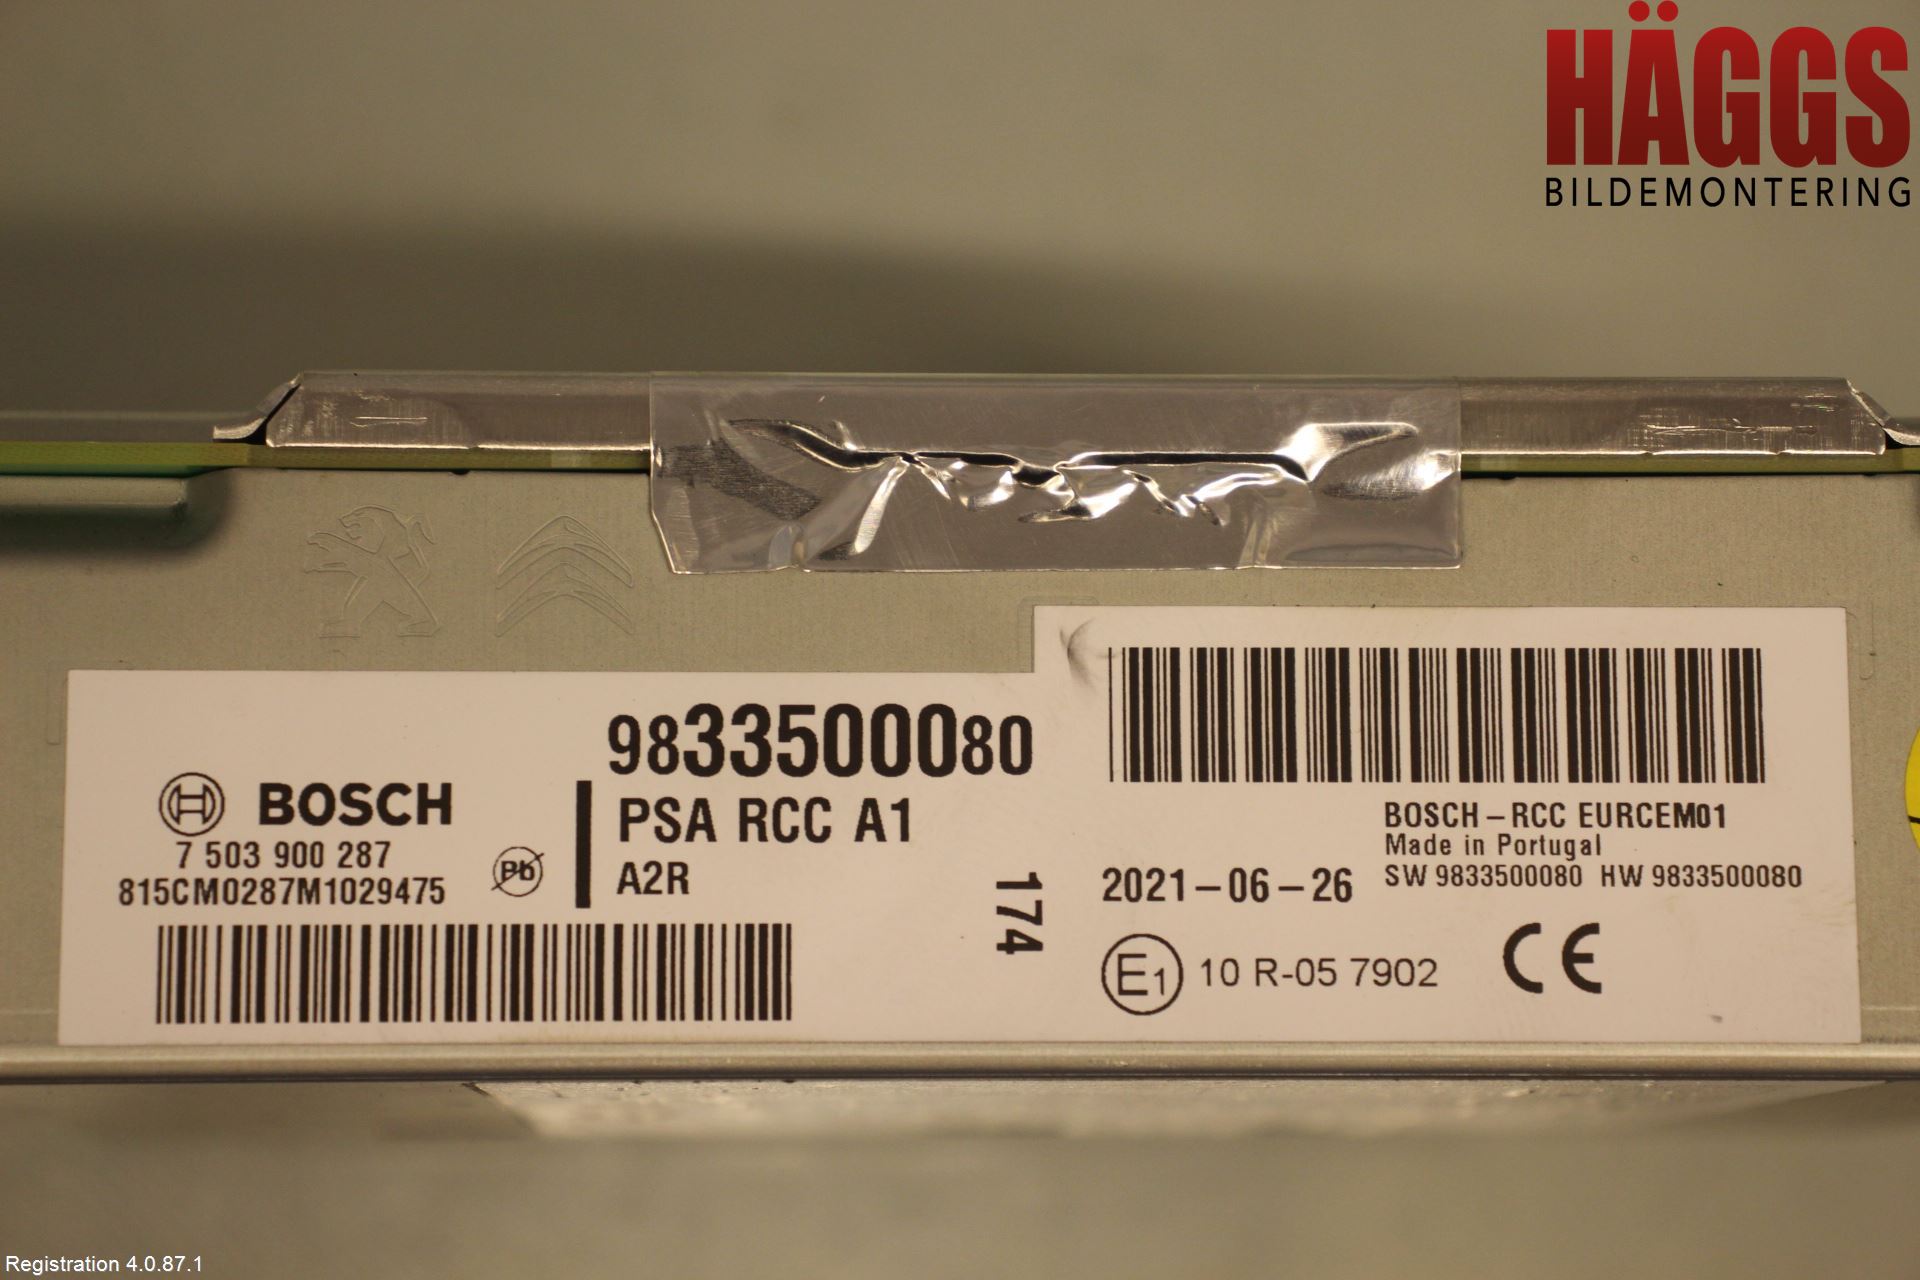 HÄGGS
BILDEMONTERING
BOSCH
7 503 900 287
815CM0287M1029475
Pb
9833500080
PSA RCC A1
A2R
174
BOSCH-RCC EURCEM01
Made in Portugal
2021-06-26
SW 9833500080 HW 9833500080
E1 10 R-05 7902
CE
Registration 4.0.87.1